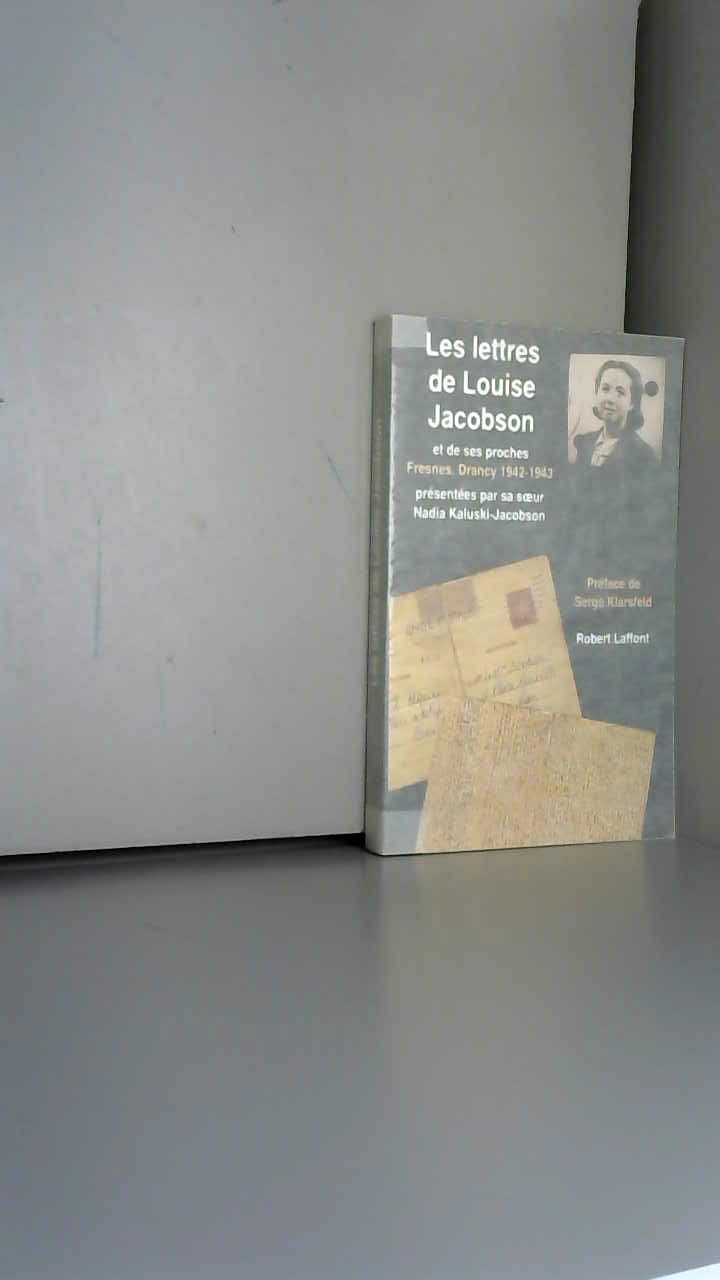 Les lettres
de Louise
Jacobson
et de ses proches
Fresnes, Drancy 1942-1943
présentées par sa sœur
Nadia Kaluski-Jacobson
Préface de
Serge Klarsfeld
Robert Laffont